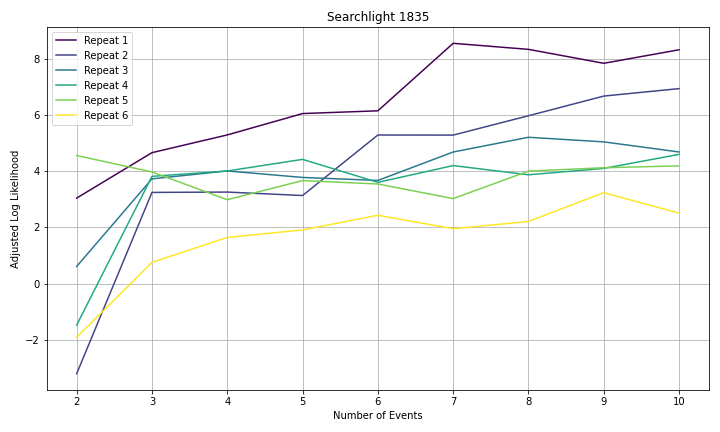 Searchlight 1835
Repeat 1
Repeat 2
Repeat 3
Repeat 4
Repeat 5
Repeat 6
Adjusted Log Likelihood
8
6
4
2
0
−2
2 3 4 5 6 7 8 9 10
Number of Events